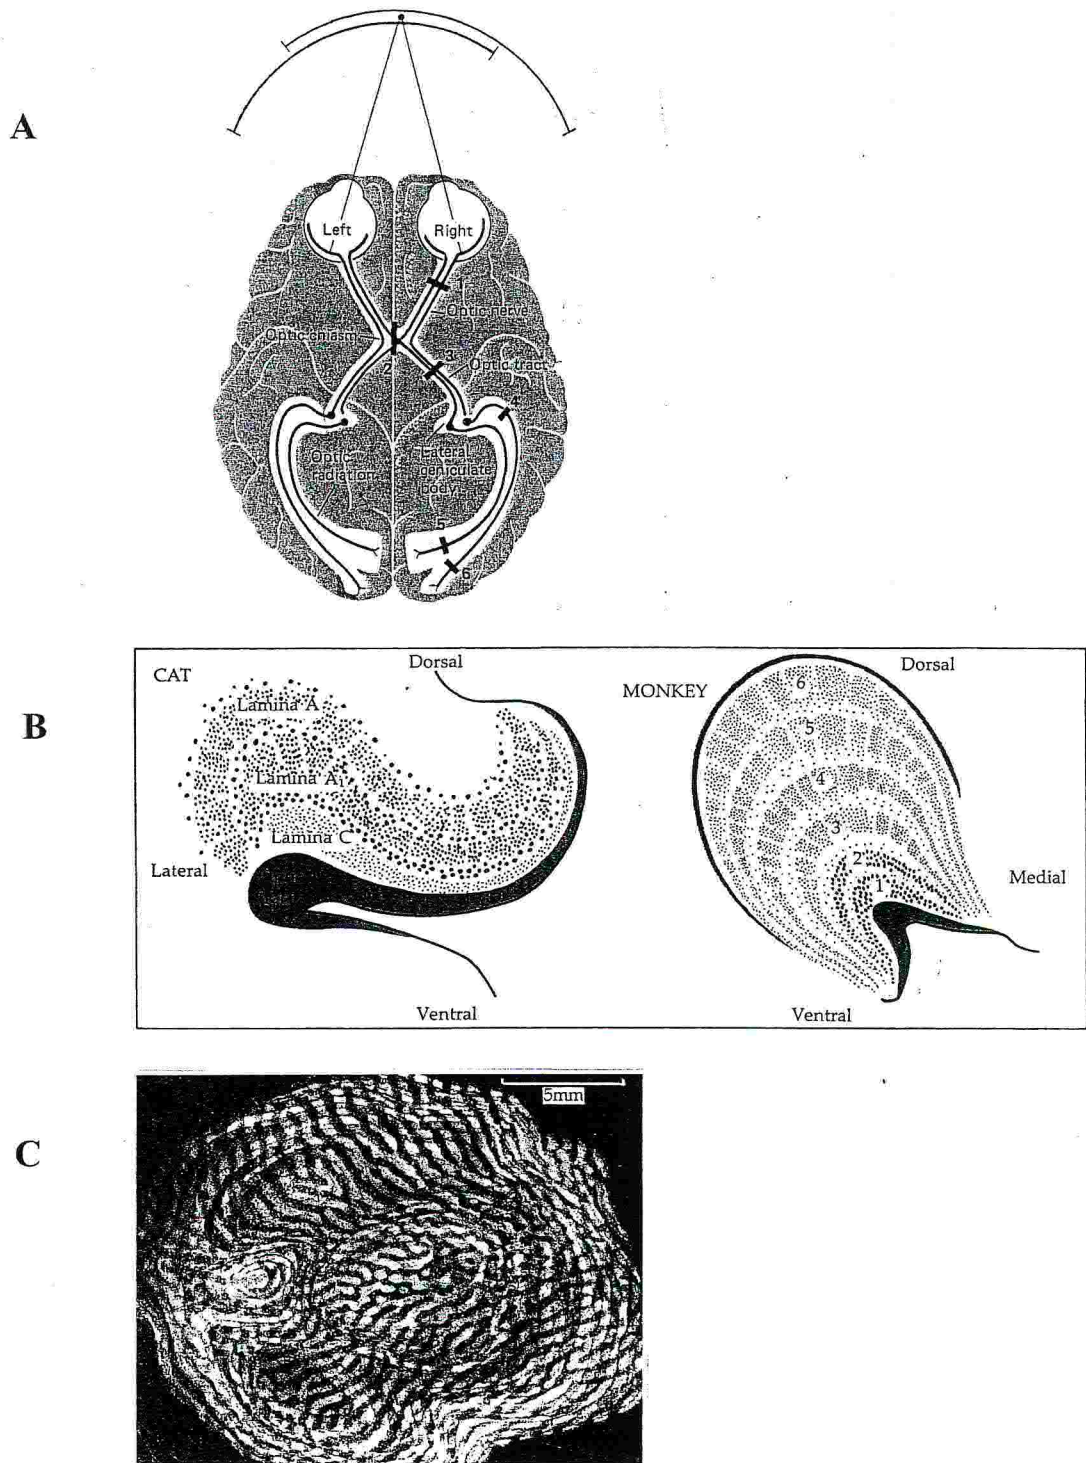 A
Left
Right
Optic nerve
Optic chiasm
2
3
Optic tract
4
Optic
radiation
Lateral
geniculate
body
5
6
B
CAT
Dorsal
Lamina A
Lamina A1
Lamina C
Lateral
Ventral
MONKEY
Dorsal
6
5
4
3
2
1
Medial
Ventral
C
5mm